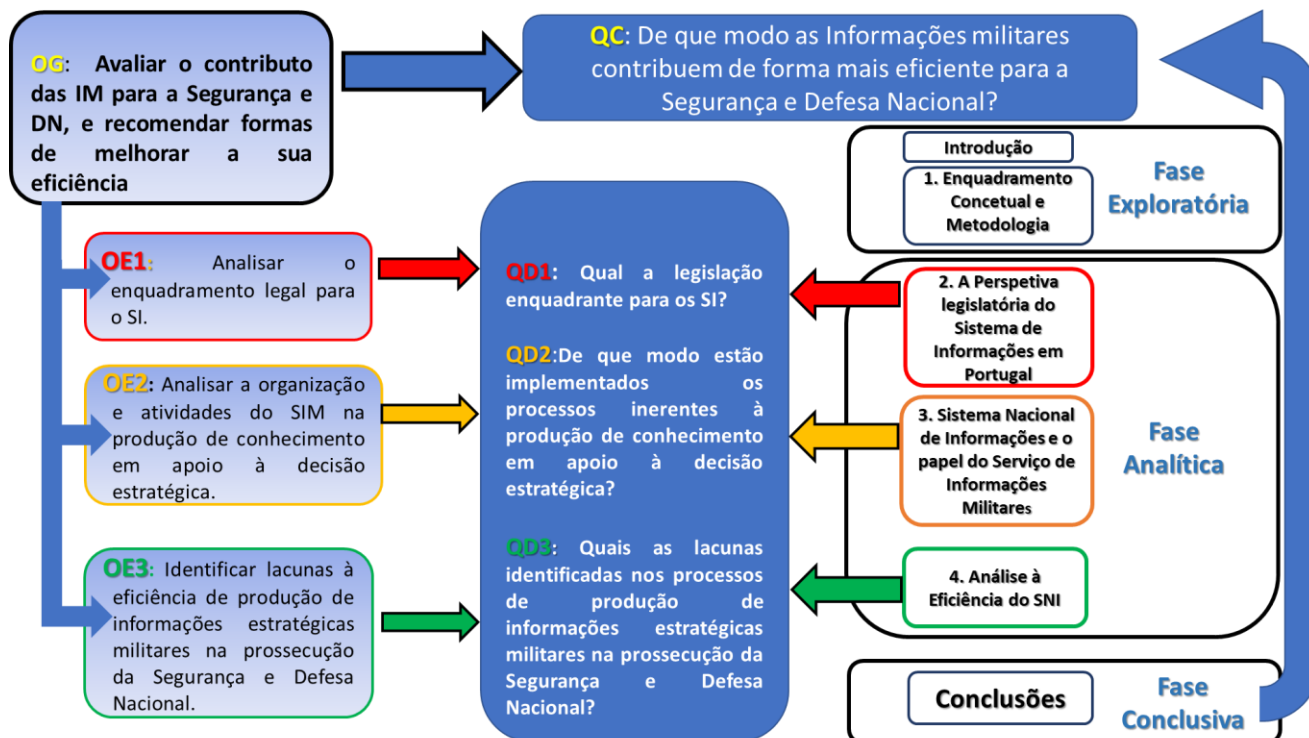 OG: Avaliar o contributo
das IM para a Segurança e
DN, e recomendar formas
de melhorar a sua
eficiência
QC: De que modo as Informações militares
contribuem de forma mais eficiente para a
Segurança e Defesa Nacional?
OE1: Analisar o
enquadramento legal para
o SI.
OE2: Analisar a organização
e atividades do SIM na
produção de conhecimento
em apoio à decisão
estratégica.
OE3: Identificar lacunas à
eficiência de produção de
informações estratégicas
militares na prossecução
da Segurança e Defesa
Nacional.
QD1: Qual a legislação
enquadrante para os SI?
QD2:De que modo estão
implementados os
processos inerentes à
produção de conhecimento
em apoio à decisão
estratégica?
QD3: Quais as lacunas
identificadas nos processos
de produção de
informações estratégicas
militares na prossecução da
Segurança e Defesa
Nacional?
Introdução
1. Enquadramento
Concetual e
Metodologia
Fase
Exploratória
2. A Perspetiva
legislatória do
Sistema de
Informações em
Portugal
3. Sistema Nacional
de Informações e o
papel do Serviço de
Informações
Militares
4. Análise à
Eficiência do SNI
Fase
Analítica
Conclusões
Fase
Conclusiva